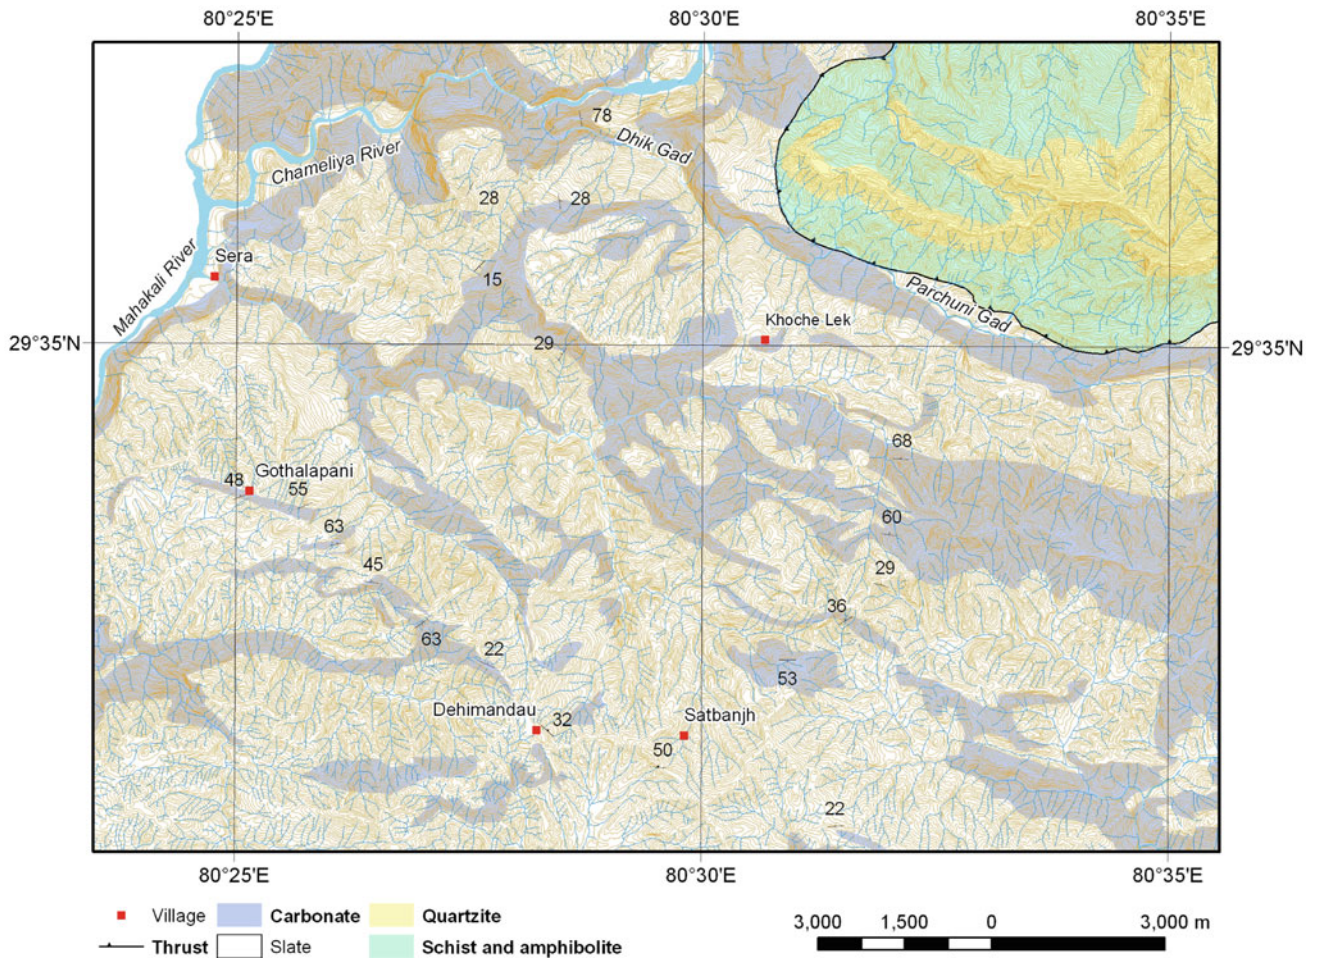 80°25'E 80°30'E 80°35'E
78
Dhik Gad
Chameliya River
28 28
Mahakali River
Sera
15
Parchuni Gad
Khoche Lek
29°35'N 29 29°35'N
68
Gothalapani
48 55
60
63
45 29
36
63 22
53
Dehimandau 32 Satbanjh
50
22
80°25'E 80°30'E 80°35'E
Village Carbonate Quartzite
Thrust Slate Schist and amphibolite
3,000 1,500 0 3,000 m